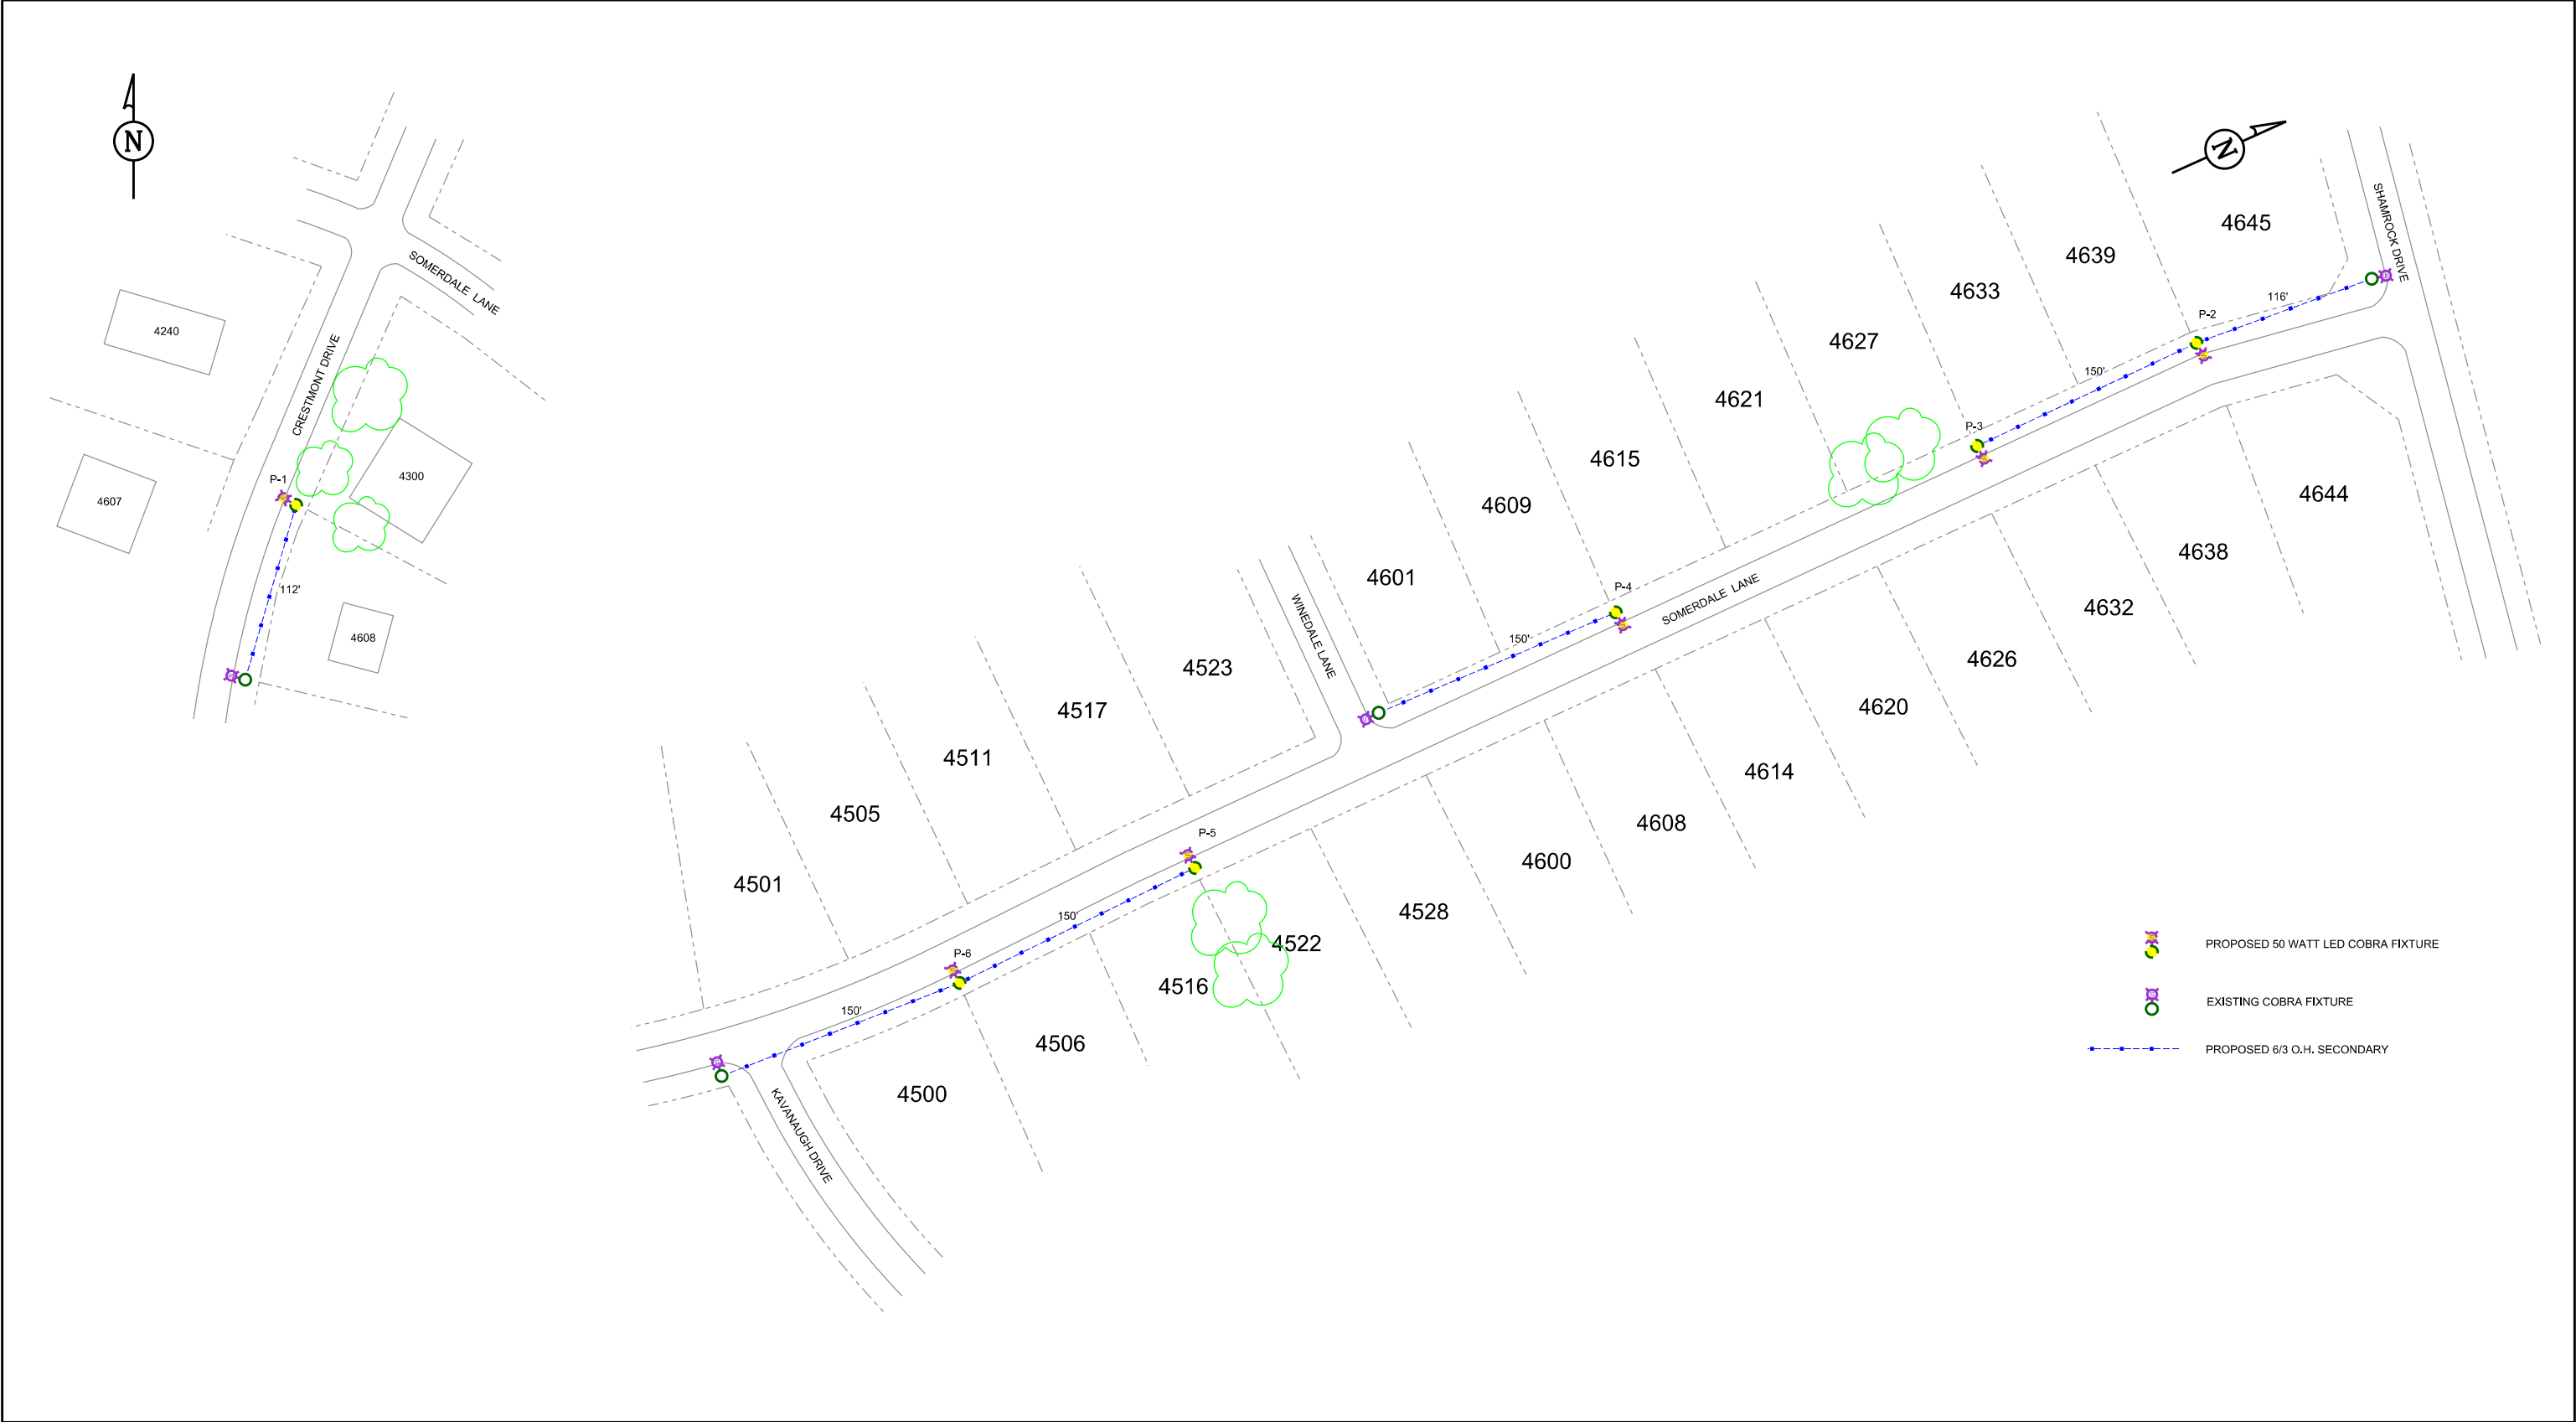 N
SOMERDALE LANE
4240
CRESTMONT DRIVE
P-1
4300
4607
112'
4608
N
SHAMROCK DRIVE
4645
4639
4633
4627
4621
4615
4609
4601
116'
P-2
150'
P-3
P-4
150'
SOMERDALE LANE
4644
4638
4632
4626
4620
4614
4608
4600
4528
WINEDALE LANE
4523
4517
4511
4505
4501
P-5
150'
4522
4516
P-6
150'
4506
4500
KAVANAUGH DRIVE
PROPOSED 50 WATT LED COBRA FIXTURE
EXISTING COBRA FIXTURE
PROPOSED 6/3 O.H. SECONDARY